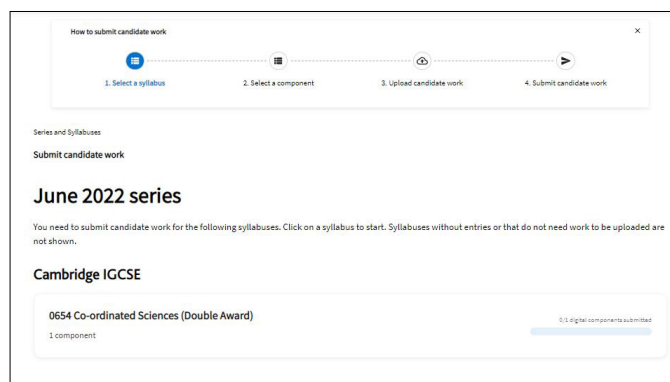 How to submit candidate work
1. Select a syllabus
2. Select a component
3. Upload candidate work
4. Submit candidate work
Series and Syllabuses
Submit candidate work
June 2022 series
You need to submit candidate work for the following syllabuses. Click on a syllabus to start. Syllabuses without entries or that do not need work to be uploaded are
not shown.
Cambridge IGCSE
0654 Co-ordinated Sciences (Double Award)
0/1 digital components submitted
1 component